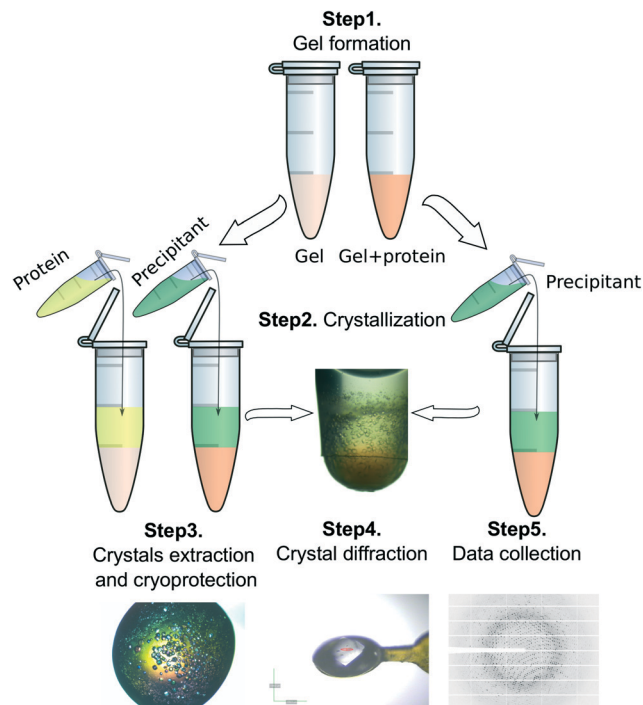 Step1.
Gel formation
Gel
Gel+protein
Protein
Precipitant
Precipitant
Step2. Crystallization
Step3.
Crystals extraction
and cryoprotection
Step4.
Crystal diffraction
Step5.
Data collection